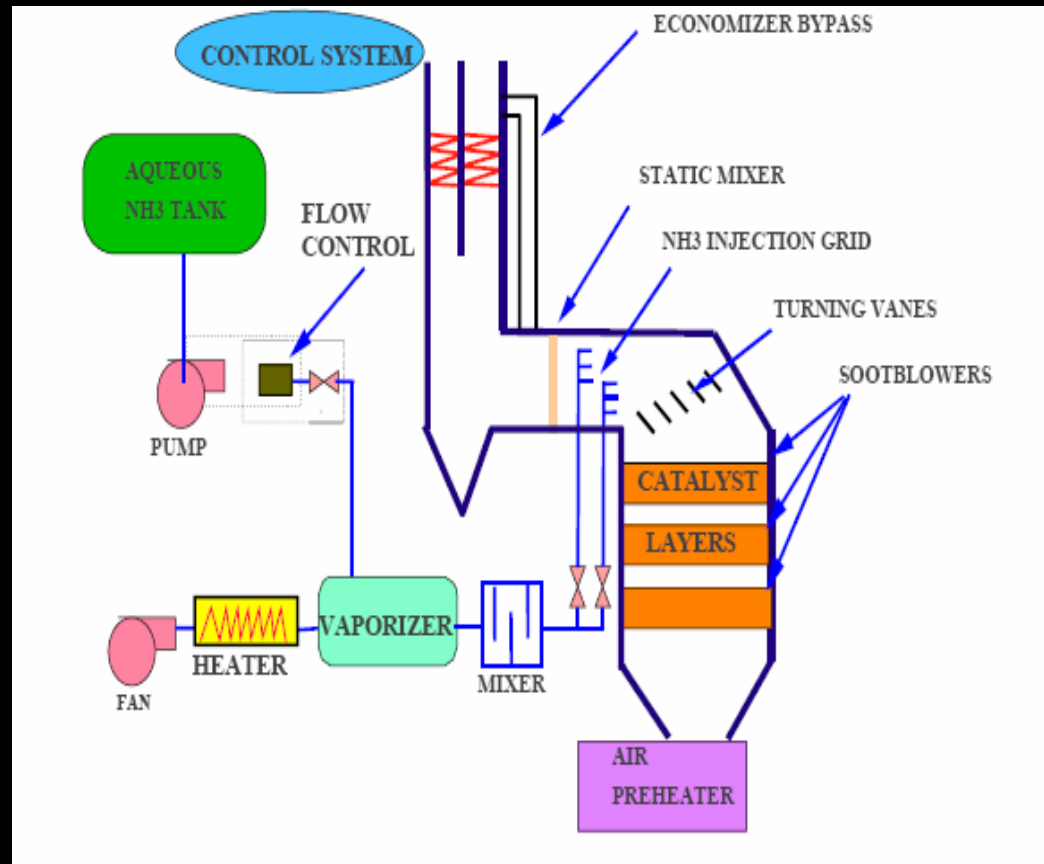 ECONOMIZER BYPASS
CONTROL SYSTEM
AQUEOUS
NH3 TANK
FLOW
CONTROL
STATIC MIXER
NH3 INJECTION GRID
TURNING VANES
SOOTBLOWERS
PUMP
CATALYST
LAYERS
VAPORIZER
HEATER
MIXER
FAN
AIR
PREHEATER